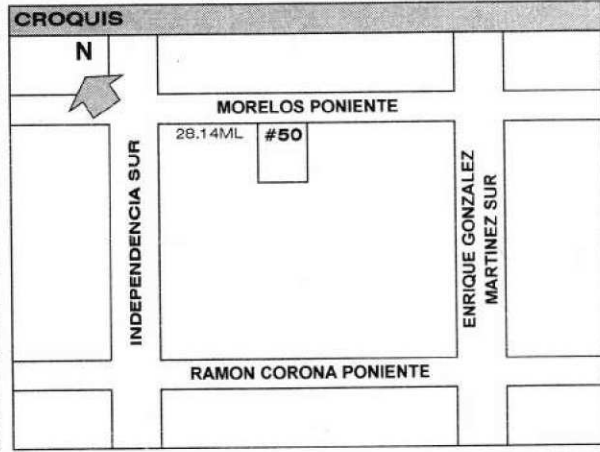 CROQUIS
N
MORELOS PONIENTE
28.14ML
#50
INDEPENDENCIA SUR
ENRIQUE GONZALEZ
MARTINEZ SUR
RAMON CORONA PONIENTE